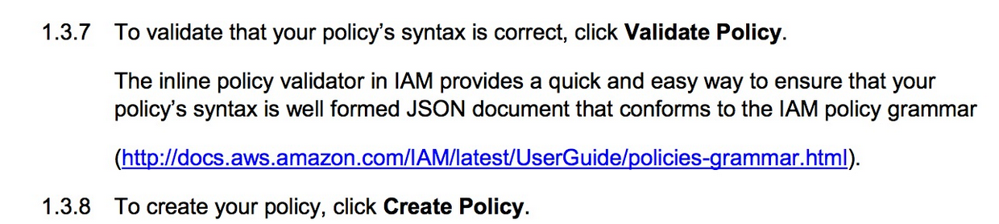 1.3.7 To validate that your policy’s syntax is correct, click Validate Policy.
The inline policy validator in IAM provides a quick and easy way to ensure that your
policy’s syntax is well formed JSON document that conforms to the IAM policy grammar
(http://docs.aws.amazon.com/IAM/latest/UserGuide/policies-grammar.html).
1.3.8 To create your policy, click Create Policy.